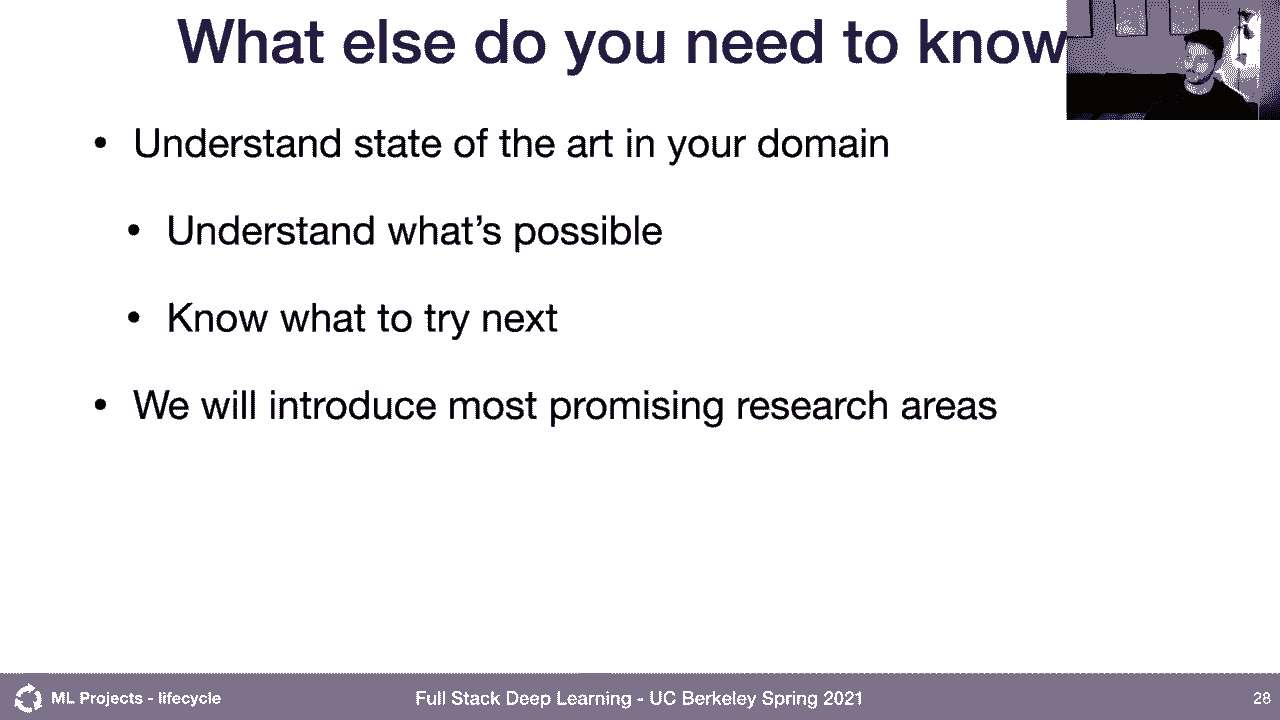 What else do you need to know
• Understand state of the art in your domain
• Understand what's possible
• Know what to try next
• We will introduce most promising research areas
ML Projects - lifecycle
Full Stack Deep Learning - UC Berkeley Spring 2021
28